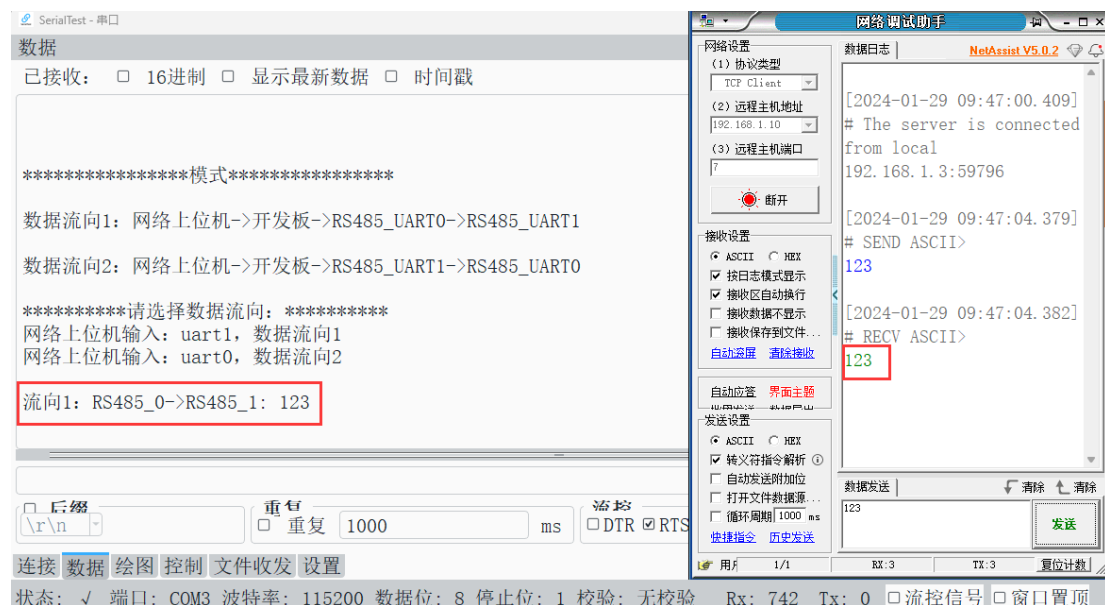 SerialTest - 串口
数据
已接收： 16进制 显示最新数据 时间戳
****************模式****************
数据流向1：网络上位机->开发板->RS485_UART0->RS485_UART1
数据流向2：网络上位机->开发板->RS485_UART1->RS485_UART0
**********请选择数据流向：**********
网络上位机输入：uart1，数据流向1
网络上位机输入：uart0，数据流向2
流向1：RS485_0->RS485_1: 123
后缀 重复 流控
\r\n 重复 1000 ms DTR RTS
连接 数据 绘图 控制 文件收发 设置
状态： √ 端口： COM3 波特率： 115200 数据位： 8 停止位： 1 校验： 无校验 Rx: 742 Tx: 0 流控信号 窗口置顶
网络调试助手
网络设置
(1) 协议类型
TCP Client
(2) 远程主机地址
192.168.1.10
(3) 远程主机端口
7
断开
接收设置
ASCII HEX
按日志模式显示
接收区自动换行
接收数据不显示
接收保存到文件...
自动滚屏 清除接收
自动应答 界面主题
发送设置
ASCII HEX
转义符指令解析
自动发送附加位
打开文件数据源...
循环周期 1000 ms
快捷指令 历史发送
数据日志 NetAssist V5.0.2
[2024-01-29 09:47:00.409]
# The server is connected
from local
192.168.1.3:59796
[2024-01-29 09:47:04.379]
# SEND ASCII>
123
[2024-01-29 09:47:04.382]
# RECV ASCII>
123
数据发送 清除 清除
123
发送
1/1 RX:3 TX:3 复位计数